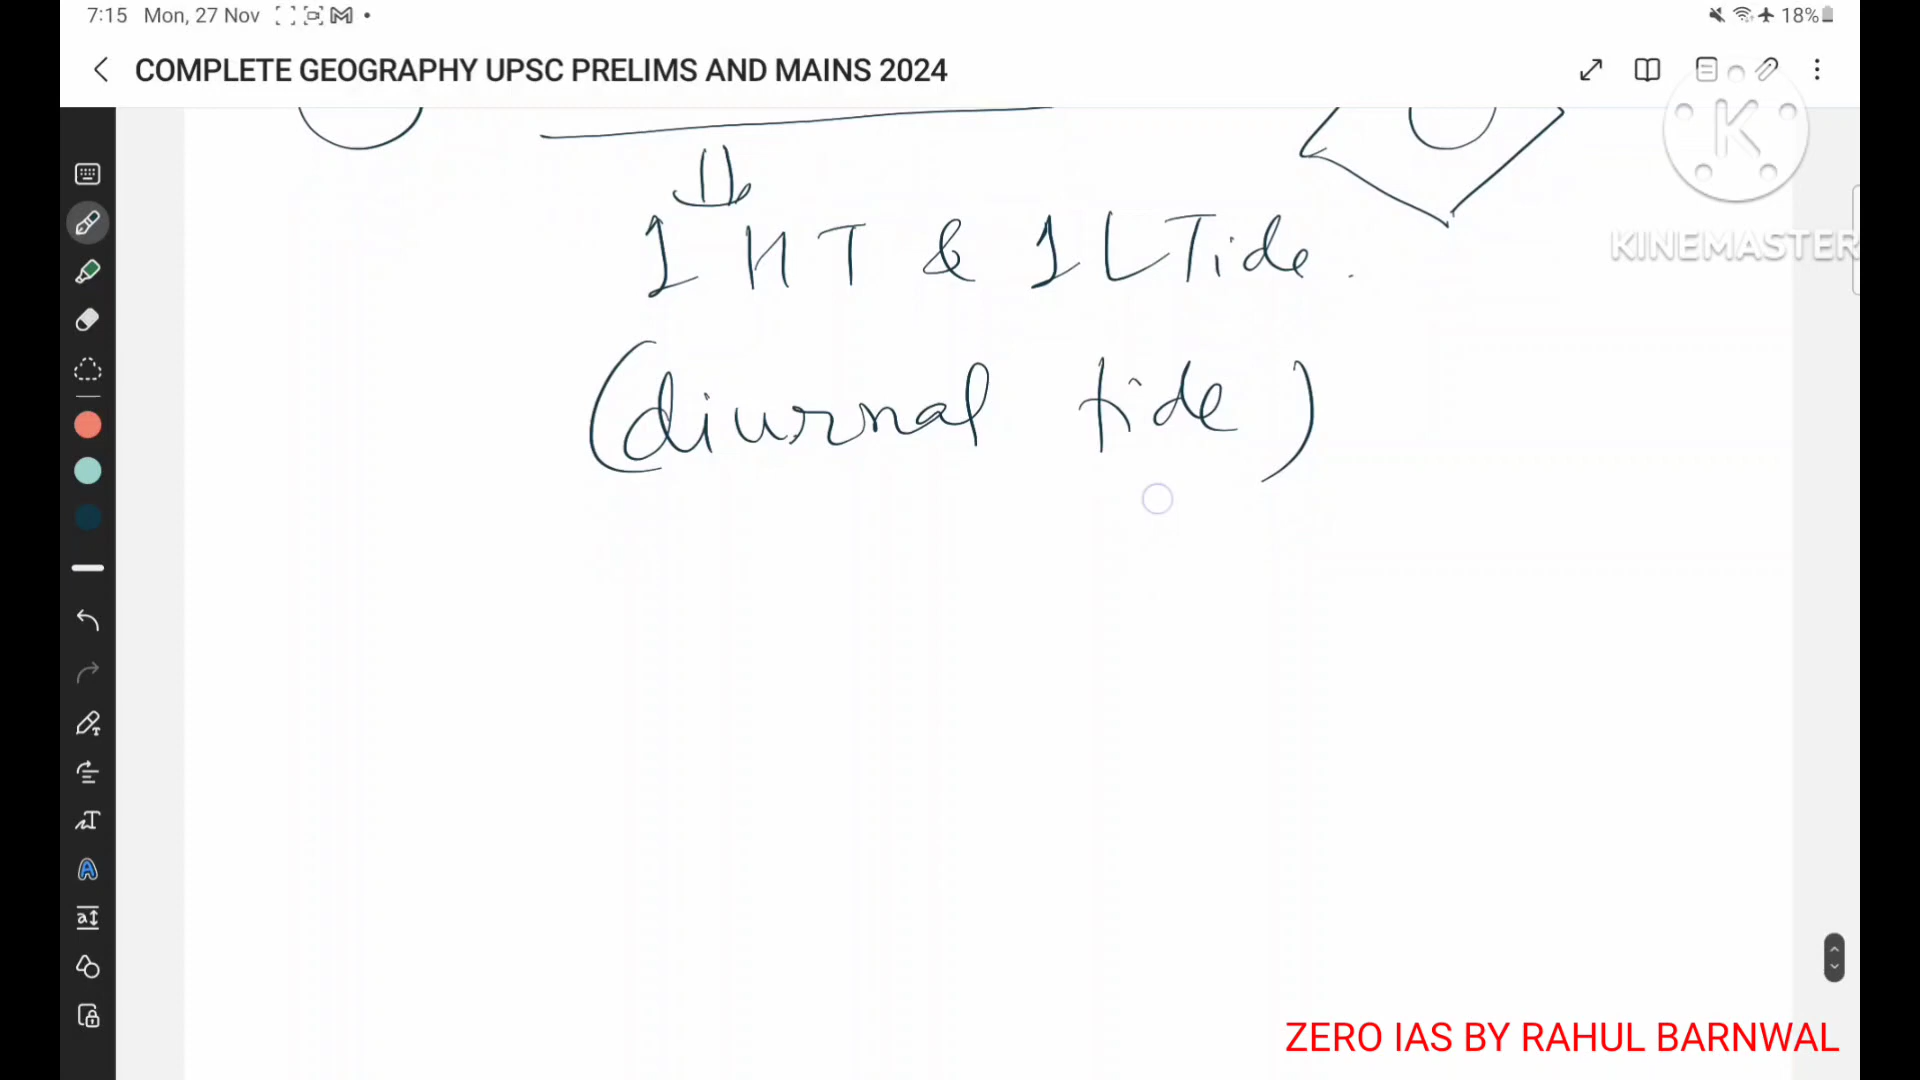 7:15 Mon, 27 Nov
18%
COMPLETE GEOGRAPHY UPSC PRELIMS AND MAINS 2024
K
KINEMASTER
1 HT & 1 LTide.
(diurnal tide)
ZERO IAS BY RAHUL BARNWAL